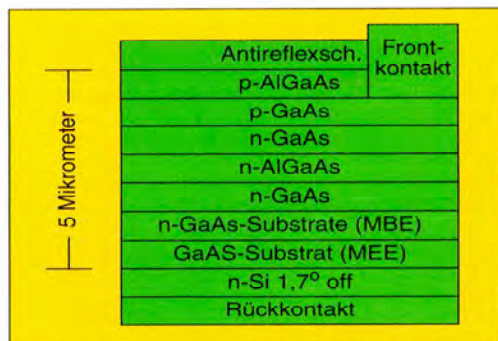 Antireflexsch.
Front-
kontakt
p-AlGaAs
p-GaAs
n-GaAs
n-AlGaAs
n-GaAs
n-GaAs-Substrate (MBE)
GaAS-Substrat (MEE)
n-Si 1,7º off
Rückkontakt
5 Mikrometer